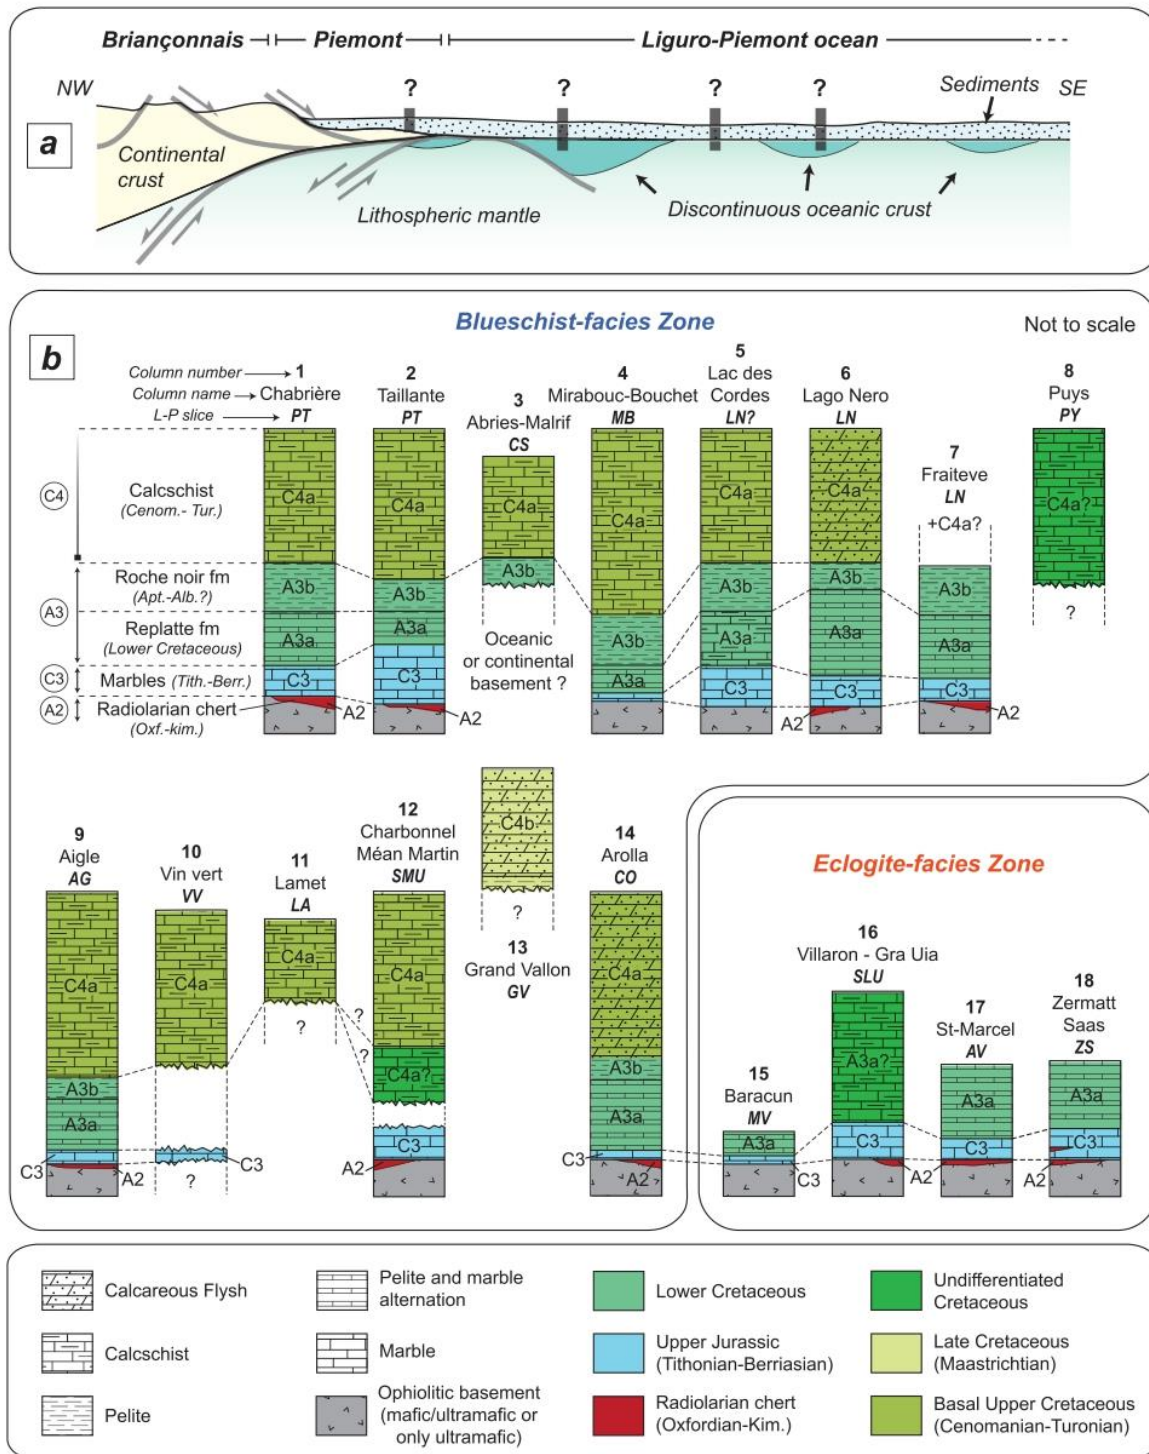 Briançonnais
Piemont
Liguro-Piemont ocean
NW
?
?
?
?
Sediments
SE
a
Continental
crust
Lithospheric mantle
Discontinuous oceanic crust
Blueschist-facies Zone
Not to scale
b
Column number
Column name
L-P slice
1
Chabrière
PT
2
Taillante
PT
3
Abries-Malrif
CS
4
Mirabouc-Bouchet
MB
5
Lac des
Cordes
LN?
6
Lago Nero
LN
7
Fraiteve
LN
+C4a?
8
Puys
PY
C4
Calcschist
(Cenom.- Tur.)
A3
Roche noir fm
(Apt.-Alb.?)
Replatte fm
(Lower Cretaceous)
C3
Marbles (Tith.-Berr.)
A2
Radiolarian chert
(Oxf.-kim.)
C4a
A3b
A3a
C3
A2
C4a
A3b
A3a
C3
A2
C4a
A3b
Oceanic
or continental
basement ?
C4a
A3b
A3a
C4a
A3b
A3a
C3
C4a
A3b
A3a
C3
A2
A3b
A3a
C3
A2
C4a?
?
9
Aigle
AG
C4a
A3b
A3a
C3
A2
10
Vin vert
VV
C4a
C3
?
11
Lamet
LA
C4a
?
?
?
12
Charbonnel
Méan Martin
SMU
C4a
C4a?
C3
A2
C4b
?
13
Grand Vallon
GV
14
Arolla
CO
C4a
A3b
A3a
C3
A2
Eclogite-facies Zone
15
Baracun
MV
A3a
C3
16
Villaron - Gra Uia
SLU
A3a?
C3
A2
17
St-Marcel
AV
A3a
C3
18
Zermatt
Saas
ZS
A3a
C3
A2
Calcareous Flysh
Calcschist
Pelite
Pelite and marble
alternation
Marble
Ophiolitic basement
(mafic/ultramafic or
only ultramafic)
Lower Cretaceous
Upper Jurassic
(Tithonian-Berriasian)
Radiolarian chert
(Oxfordian-Kim.)
Undifferentiated
Cretaceous
Late Cretaceous
(Maastrichtian)
Basal Upper Cretaceous
(Cenomanian-Turonian)